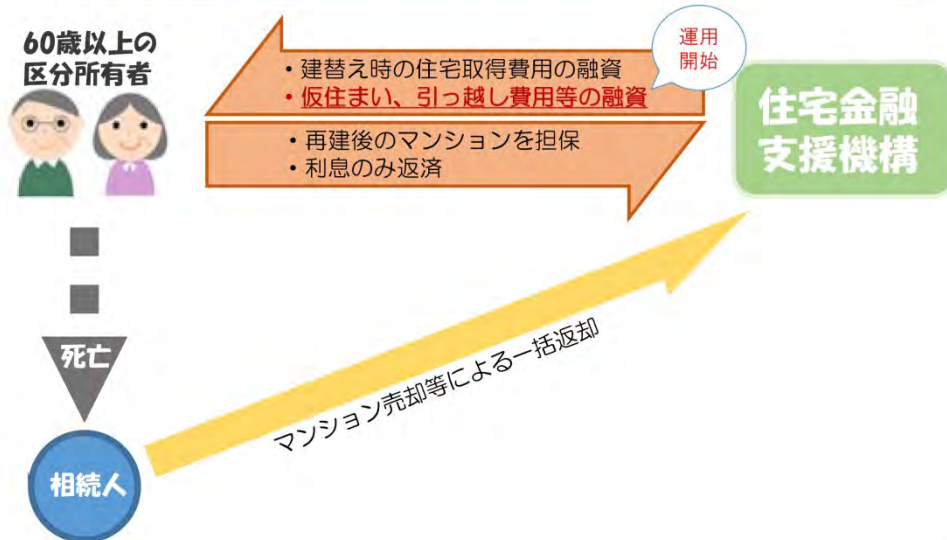 60歳以上の
区分所有者
・建替え時の住宅取得費用の融資
・仮住まい、引っ越し費用等の融資
運用
開始
住宅金融
支援機構
・再建後のマンションを担保
・利息のみ返済
死亡
マンション売却等による一括返却
相続人